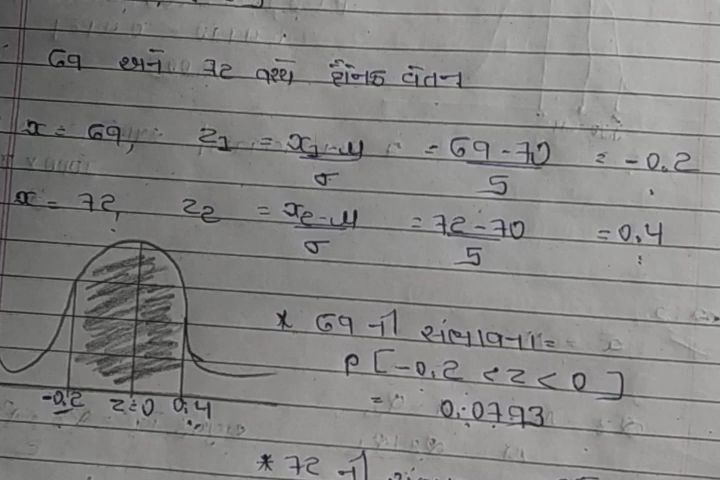 69 અને 72 વચ્ચે દૈનિક વેતન
x = 69, z1 = x1-μ / σ = 69-70 / 5 = -0.2
x = 72, z2 = x2-μ / σ = 72-70 / 5 = 0.4
* 69 ની સંભાવના =
P [-0.2 < z < 0]
= 0.0793
-0.2 z=0 0.4
* 72 ની